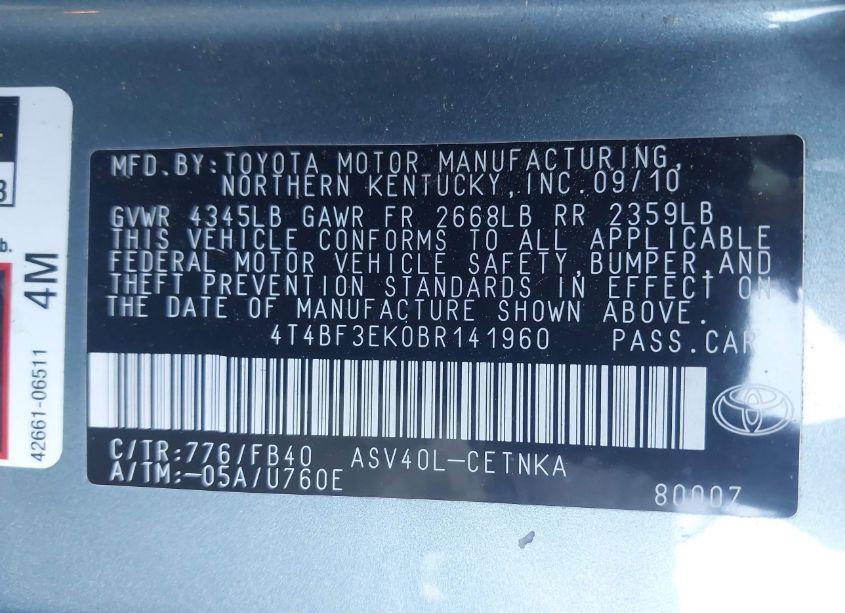 MFD.BY:TOYOTA MOTOR MANUFACTURING,
NORTHERN KENTUCKY,INC.09/10
GVWR 4345LB GAWR FR 2668LB RR 2359LB
THIS VEHICLE CONFORMS TO ALL APPLICABLE
FEDERAL MOTOR VEHICLE SAFETY,BUMPER,AND
THEFT PREVENTION STANDARDS IN EFFECT ON
THE DATE OF MANUFACTURE SHOWN ABOVE.
4T4BF3EK0BR141960 PASS.CAR
C/TR:776/FB40 ASV40L-CETNKA
A/TM:-05A/U760E
80007
4M
42661-06511
b.